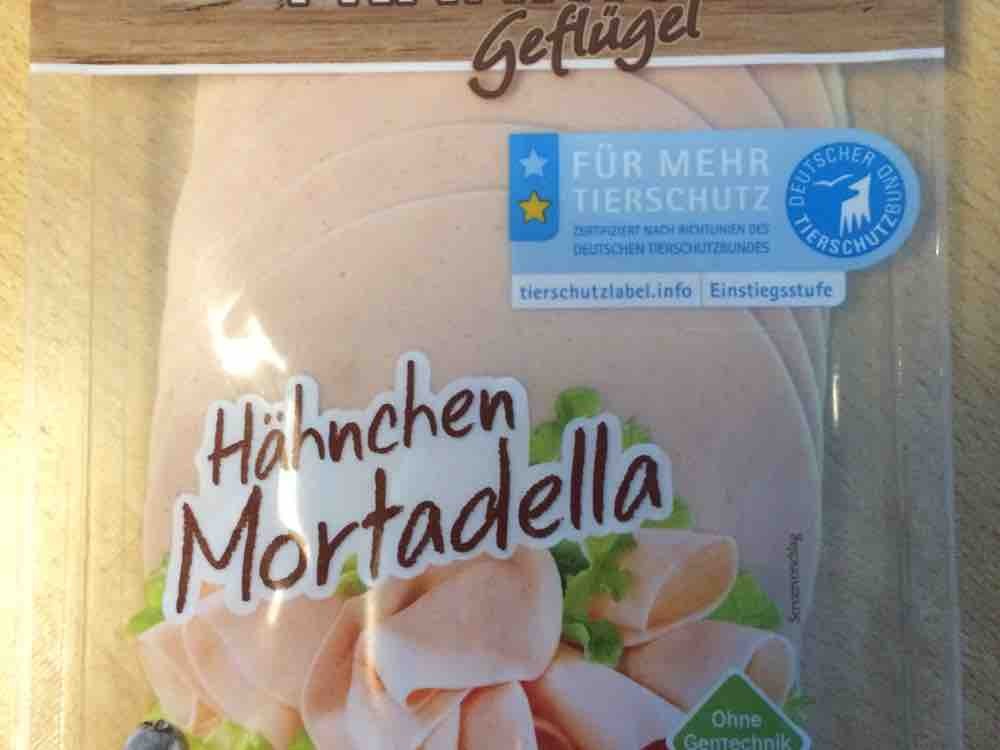 Geflügel
FÜR MEHR
TIERSCHUTZ
ZERTIFIZIERT NACH RICHTLINIEN DES
DEUTSCHEN TIERSCHUTZBUNDES
DEUTSCHER TIERSCHUTZBUND
tierschutzlabel.info Einstiegsstufe
Hähnchen
Mortadella
Serviervorschlag
Ohne
Gentechnik